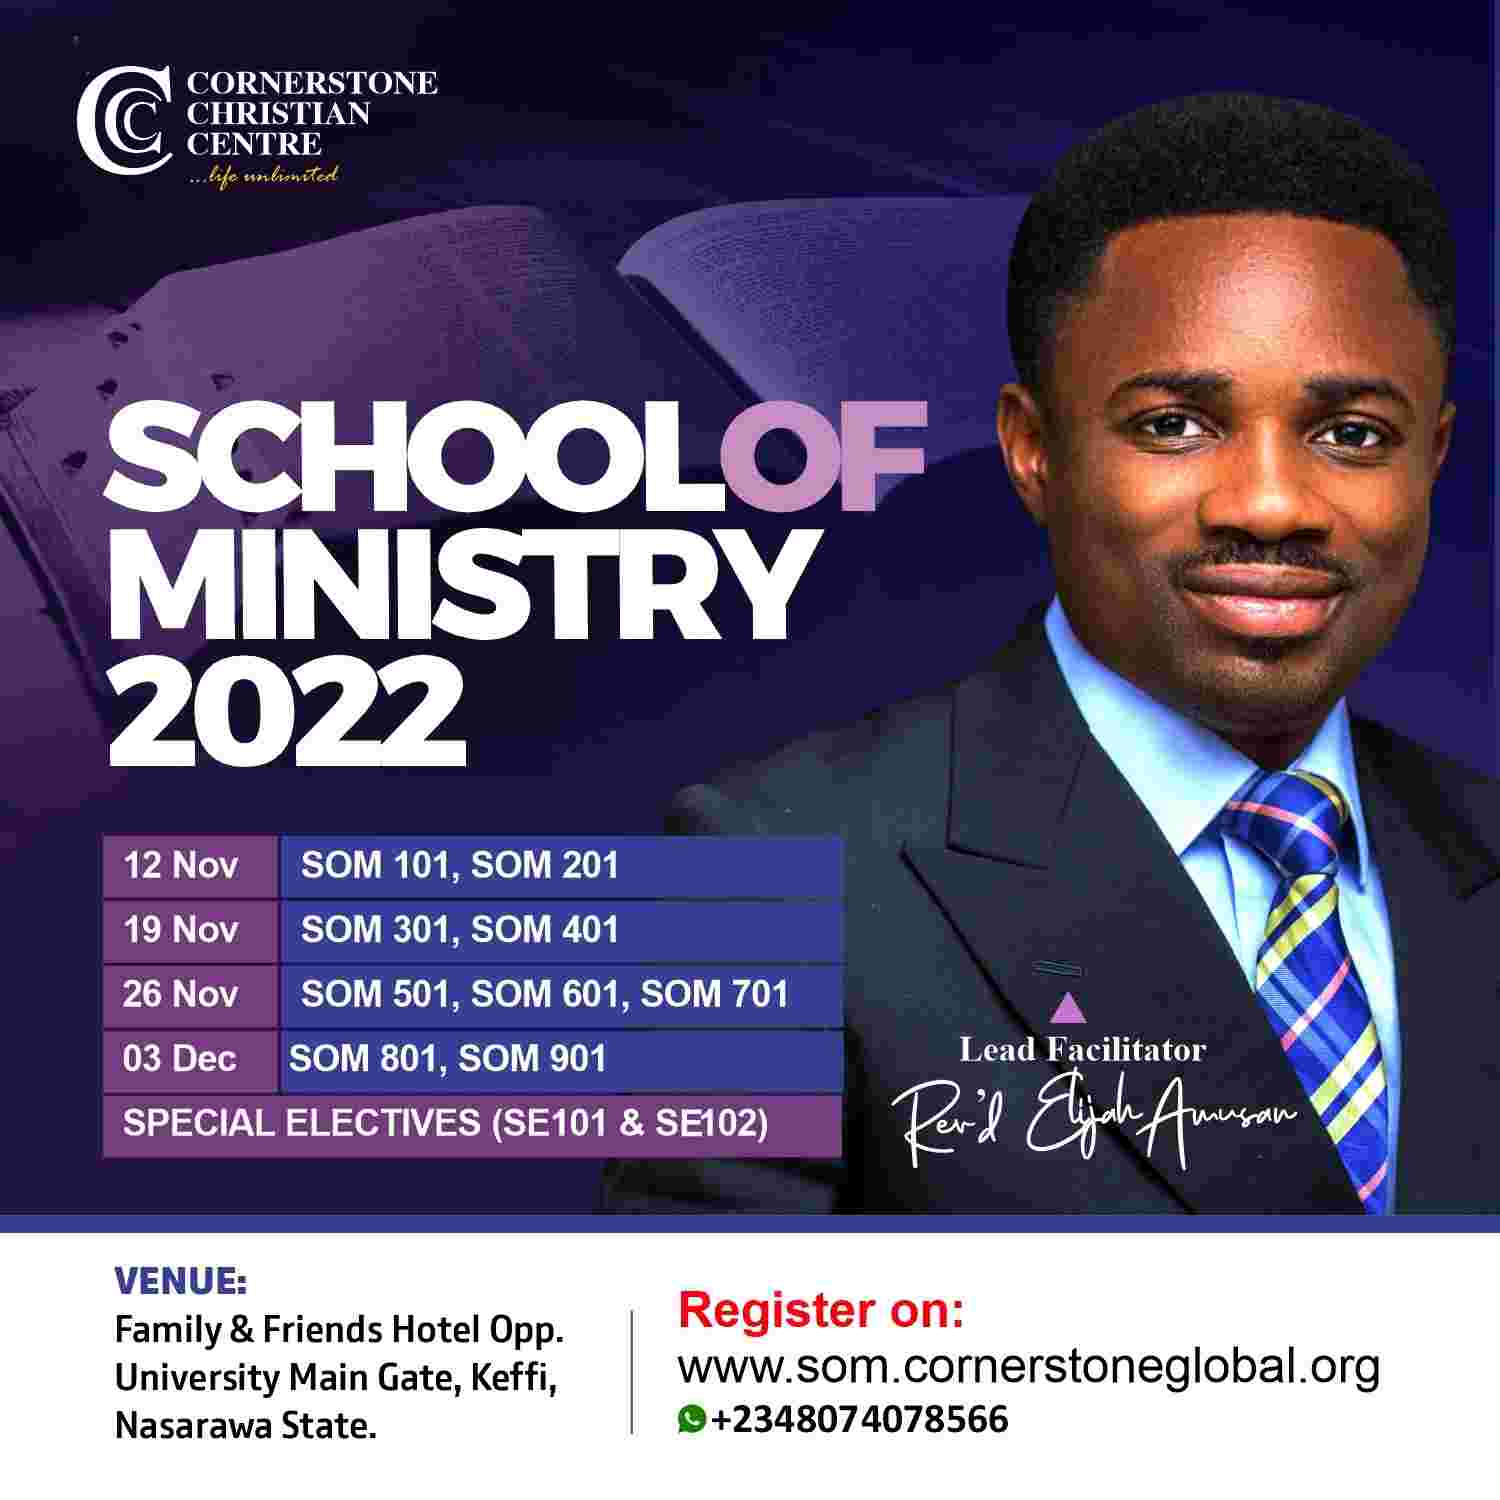 CCC
CORNERSTONE
CHRISTIAN
CENTRE
...life unlimited
SCHOOL OF
MINISTRY
2022
12 Nov SOM 101, SOM 201
19 Nov SOM 301, SOM 401
26 Nov SOM 501, SOM 601, SOM 701
03 Dec SOM 801, SOM 901
SPECIAL ELECTIVES (SE101 & SE102)
Lead Facilitator
Rev'd Elijah Amusan
VENUE:
Family & Friends Hotel Opp.
University Main Gate, Keffi,
Nasarawa State.
Register on:
www.som.cornerstoneglobal.org
+2348074078566